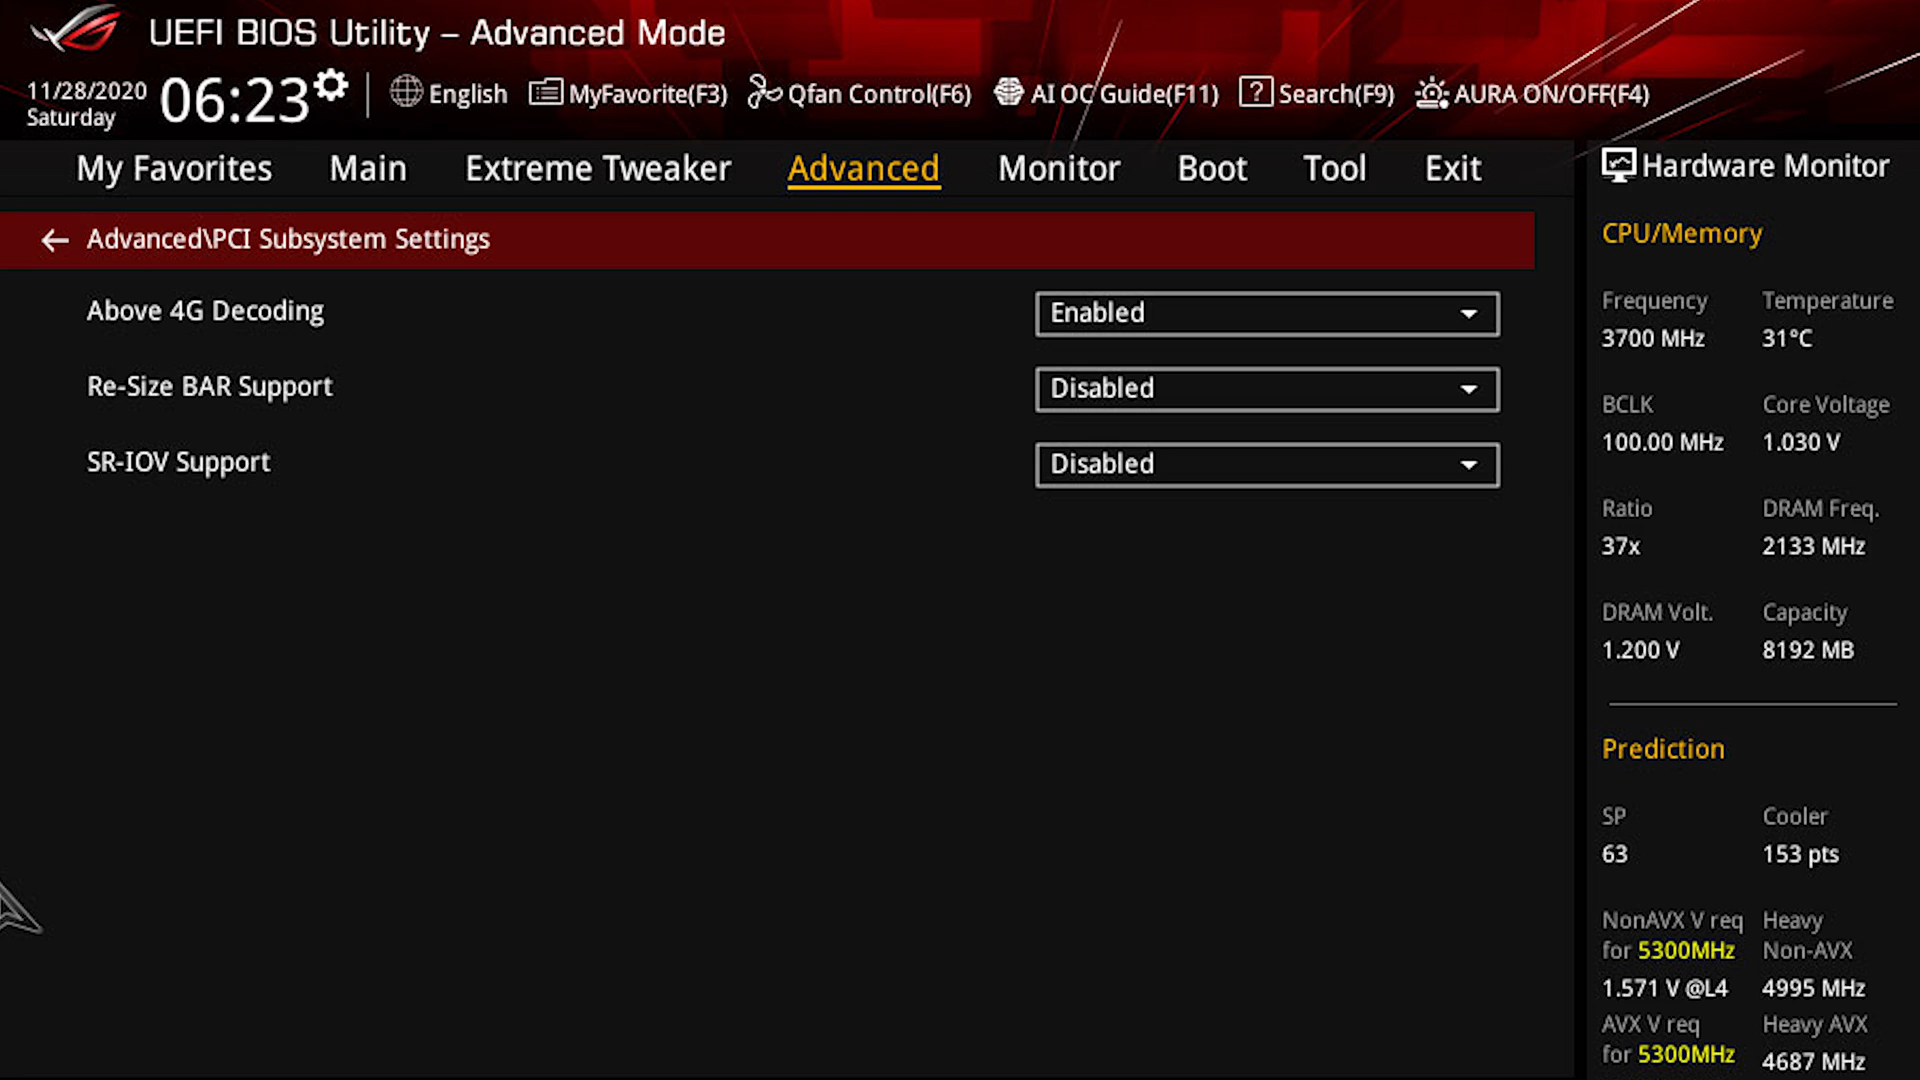 UEFI BIOS Utility – Advanced Mode
11/28/2020
Saturday
06:23
English
MyFavorite(F3)
Qfan Control(F6)
AI OC Guide(F11)
Search(F9)
AURA ON/OFF(F4)
My Favorites Main Extreme Tweaker Advanced Monitor Boot Tool Exit
Advanced\PCI Subsystem Settings
Above 4G Decoding Enabled
Re-Size BAR Support Disabled
SR-IOV Support Disabled
Hardware Monitor
CPU/Memory
Frequency Temperature
3700 MHz 31°C
BCLK Core Voltage
100.00 MHz 1.030 V
Ratio DRAM Freq.
37x 2133 MHz
DRAM Volt. Capacity
1.200 V 8192 MB
Prediction
SP Cooler
63 153 pts
NonAVX V req Heavy
for 5300MHz Non-AVX
1.571 V @L4 4995 MHz
AVX V req Heavy AVX
for 5300MHz 4687 MHz